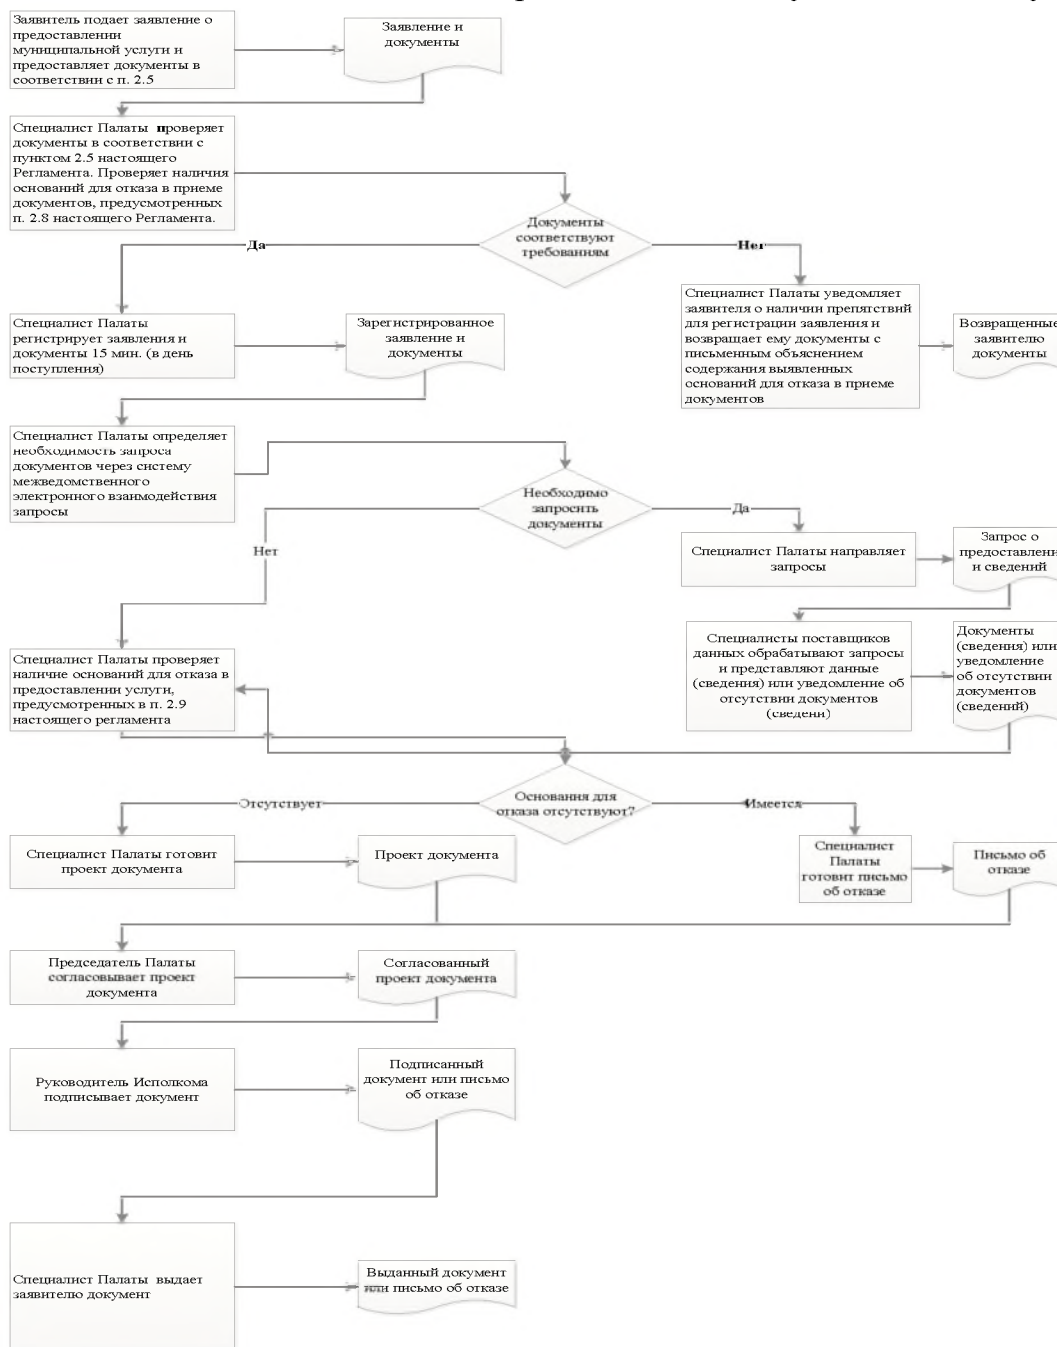 Заявитель подает заявление о
предоставлении
муниципальной услуги и
предоставляет документы в
соответствии с п. 2.5
Заявление и
документы
Специалист Палаты проверяет
документы в соответствии с
пунктом 2.5 настоящего
Регламента. Проверяет наличия
оснований для отказа в приеме
документов, предусмотренных
п. 2.8 настоящего Регламента.
Документы
соответствуют
требованиям
Да
Нет
Специалист Палаты
регистрирует заявления и
документы 15 мин. (в день
поступления)
Зарегистрированное
заявление и
документы
Специалист Палаты уведомляет
заявителя о наличии препятствий
для регистрации заявления и
возвращает ему документы с
письменным объяснением
содержания выявленных
оснований для отказа в приеме
документов
Возвращенные
заявителю
документы
Специалист Палаты определяет
необходимость запроса
документов через систему
межведомственного
электронного взаимодействия
запросы
Необходимо
запросить
документы
Да
Нет
Специалист Палаты направляет
запросы
Запрос о
предоставлени
и сведений
Специалисты поставщиков
данных обрабатывают запросы
и представляют данные
(сведения) или уведомление об
отсутствии документов
(сведени)
Документы
(сведения) или
уведомление
об отсутствии
документов
(сведений)
Специалист Палаты проверяет
наличие оснований для отказа в
предоставлении услуги,
предусмотренных в п. 2.9
настоящего регламента
Основания для
отказа отсутствуют?
Отсутствует
Имеется
Специалист Палаты готовит
проект документа
Проект документа
Специалист
Палаты
готовит письмо
об отказе
Письмо об
отказе
Председатель Палаты
согласовывает проект
документа
Согласованный
проект документа
Руководитель Исполкома
подписывает документ
Подписанный
документ или письмо
об отказе
Специалист Палаты выдает
заявителю документ
Выданный документ
или письмо об отказе